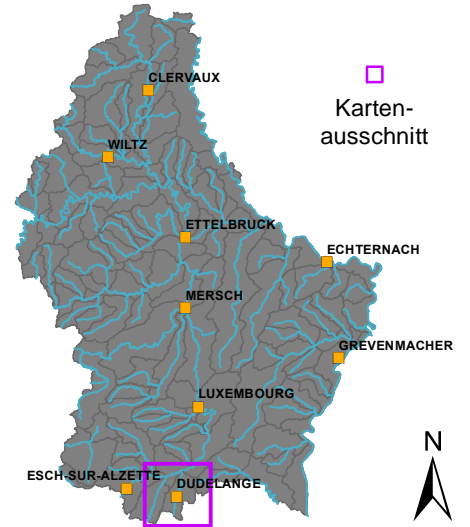 CLERVAUX
Karten-
ausschnitt
WILTZ
ETTELBRUCK
ECHTERNACH
MERSCH
GREVENMACHER
LUXEMBOURG
N
ESCH-SUR-ALZETTE
DUDELANGE